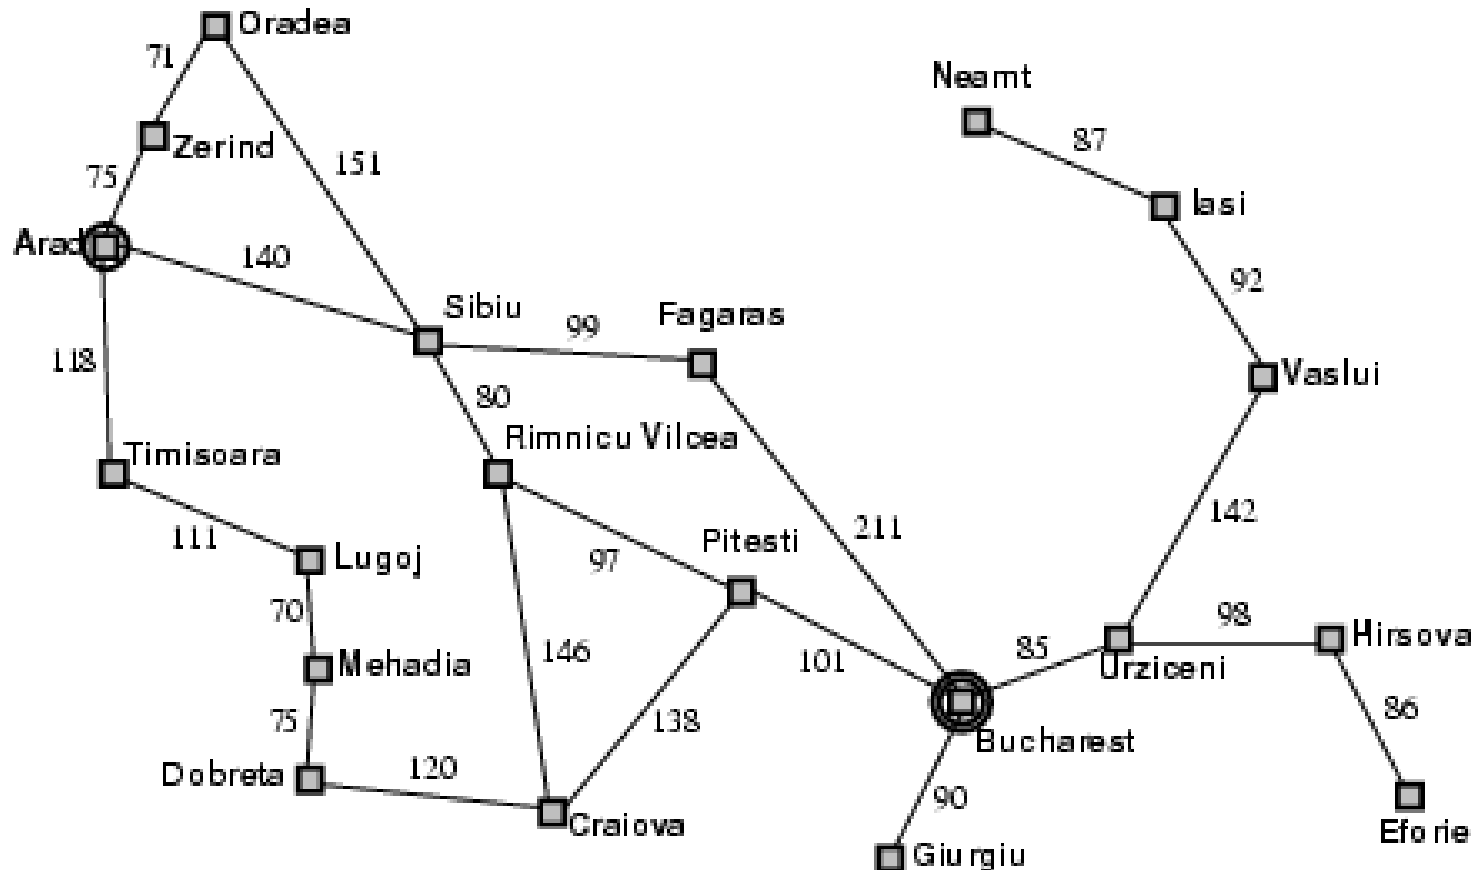 Oradea
71
Neamt
87
Zerind
151
75
Iasi
Arad
140
92
Sibiu
Fagaras
99
118
Vaslui
80
Rimnicu Vilcea
Timisoara
211
142
111
Pitesti
Lugoj
97
70
98
Hirsova
146
85
Mehadia
101
Urziceni
75
138
86
Bucharest
Dobreta
120
90
Craiova
Eforie
Giurgiu